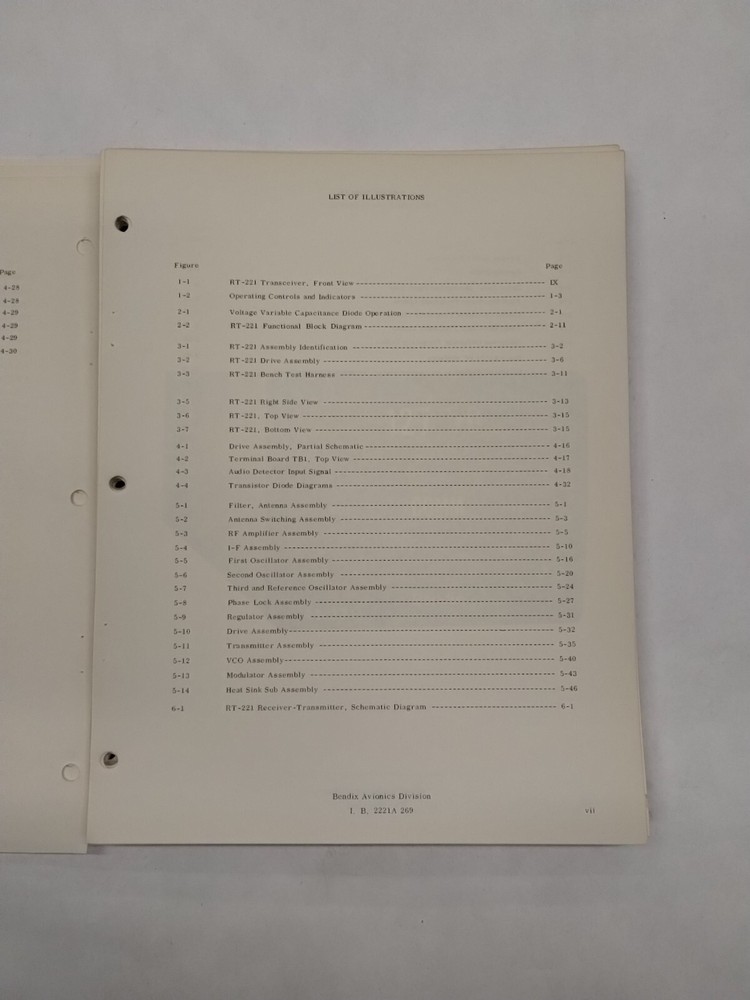 Page
4-28
4-28
4-29
4-29
4-29
4-30
LIST OF ILLUSTRATIONS
Figure Page
1-1 RT-221 Transceiver, Front View ---------- IX
1-2 Operating Controls and Indicators ---------- 1-3
2-1 Voltage Variable Capacitance Diode Operation ---------- 2-1
2-2 RT-221 Functional Block Diagram ---------- 2-11
3-1 RT-221 Assembly Identification ---------- 3-2
3-2 RT-221 Drive Assembly ---------- 3-6
3-3 RT-221 Bench Test Harness ---------- 3-11
3-5 RT-221 Right Side View ---------- 3-13
3-6 RT-221, Top View ---------- 3-15
3-7 RT-221, Bottom View ---------- 3-15
4-1 Drive Assembly, Partial Schematic ---------- 4-16
4-2 Terminal Board TB1, Top View ---------- 4-17
4-3 Audio Detector Input Signal ---------- 4-18
4-4 Transistor Diode Diagrams ---------- 4-32
5-1 Filter, Antenna Assembly ---------- 5-1
5-2 Antenna Switching Assembly ---------- 5-3
5-3 RF Amplifier Assembly ---------- 5-5
5-4 I-F Assembly ---------- 5-10
5-5 First Oscillator Assembly ---------- 5-16
5-6 Second Oscillator Assembly ---------- 5-20
5-7 Third and Reference Oscillator Assembly ---------- 5-24
5-8 Phase Lock Assembly ---------- 5-27
5-9 Regulator Assembly ---------- 5-31
5-10 Drive Assembly ---------- 5-32
5-11 Transmitter Assembly ---------- 5-35
5-12 VCO Assembly ---------- 5-40
5-13 Modulator Assembly ---------- 5-43
5-14 Heat Sink Sub Assembly ---------- 5-46
6-1 RT-221 Receiver-Transmitter, Schematic Diagram ---------- 6-1
Bendix Avionics Division
I. B. 2221A 269 vii